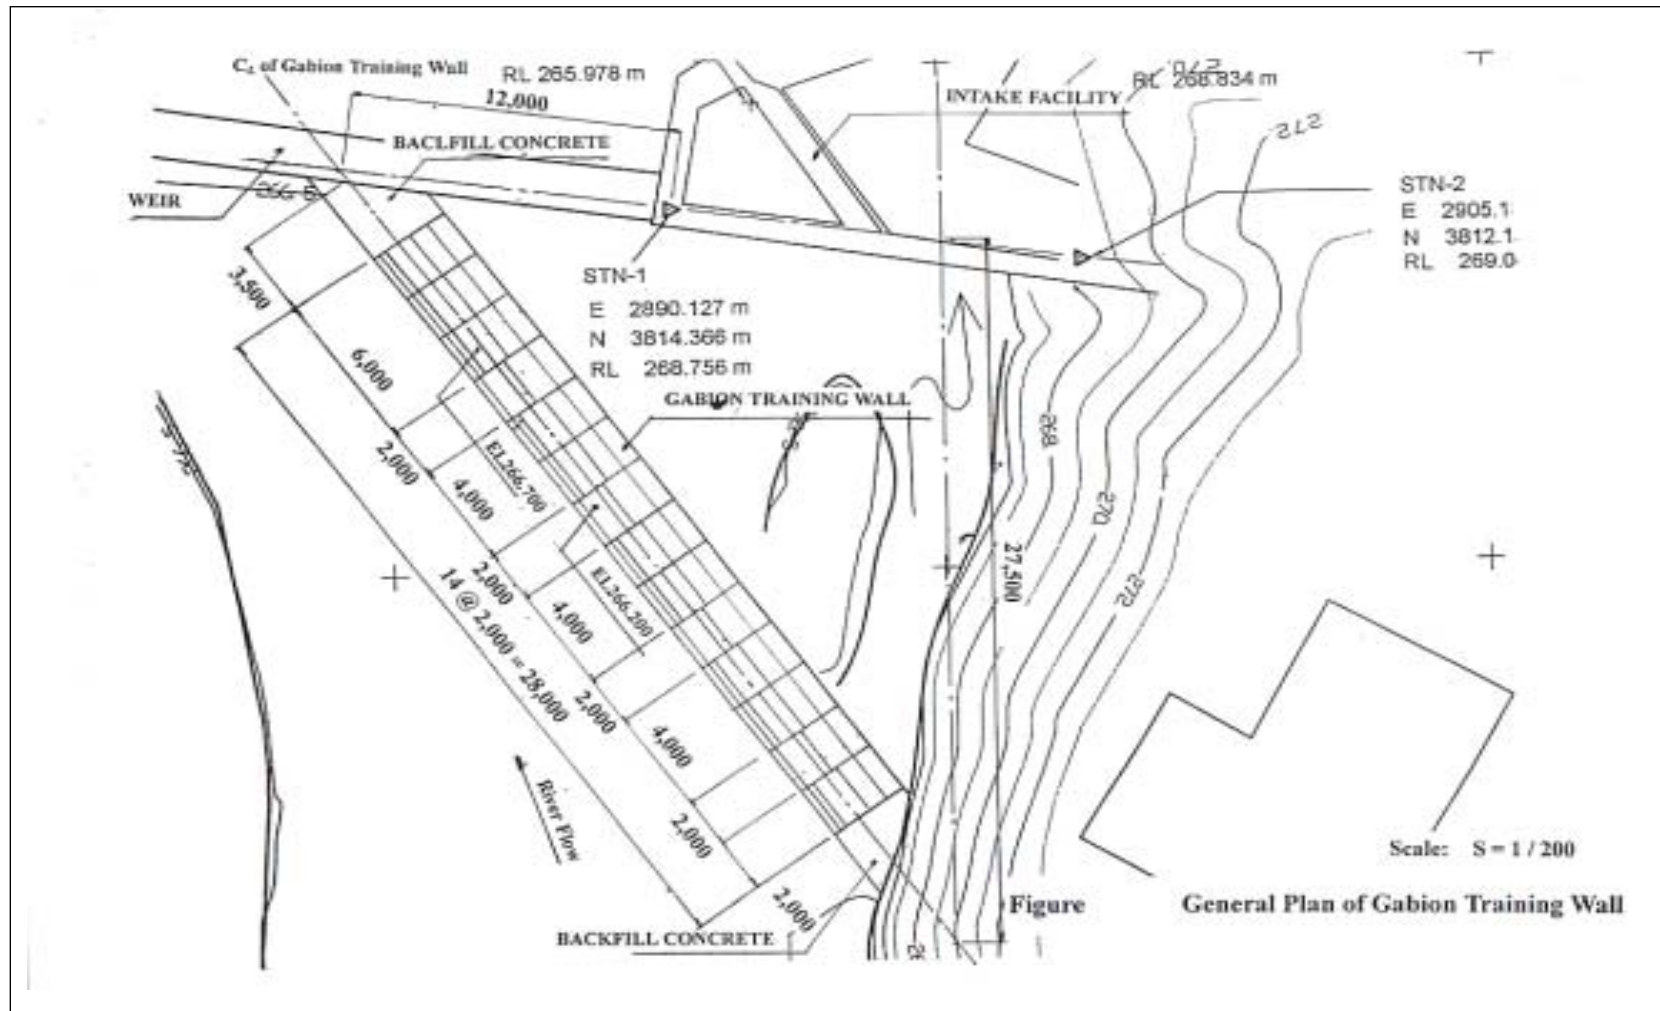 C⊥ of Gabion Training Wall
RL 265.978 m
12,000
RL 268.834 m
INTAKE FACILITY
270
272
BACLFILL CONCRETE
WEIR
STN-2
E 2905.1
N 3812.1
RL 269.0
STN-1
E 2890.127 m
N 3814.366 m
RL 268.756 m
3,500
6,000
GABION TRAINING WALL
268
2,000
4,000
EL266.700
270
27,500
2,000
14 @ 2,000 = 28,000
4,000
EL266.200
272
2,000
4,000
River Flow
2,000
2,000
Scale: S = 1 / 200
Figure General Plan of Gabion Training Wall
BACKFILL CONCRETE